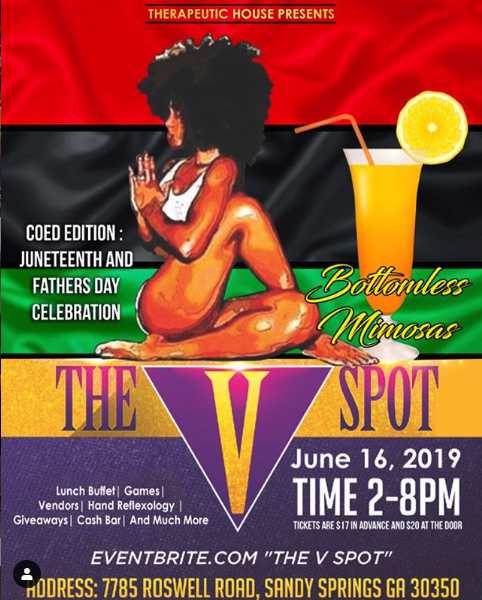 THERAPEUTIC HOUSE PRESENTS
COED EDITION :
JUNETEENTH AND
FATHERS DAY
CELEBRATION
Bottomless
Mimosas
THE V SPOT
June 16, 2019
TIME 2-8PM
TICKETS ARE $17 IN ADVANCE AND $20 AT THE DOOR
Lunch Buffet| Games|
Vendors| Hand Reflexology |
Giveaways| Cash Bar| And Much More
EVENTBRITE.COM "THE V SPOT"
ADDRESS: 7785 ROSWELL ROAD, SANDY SPRINGS GA 30350